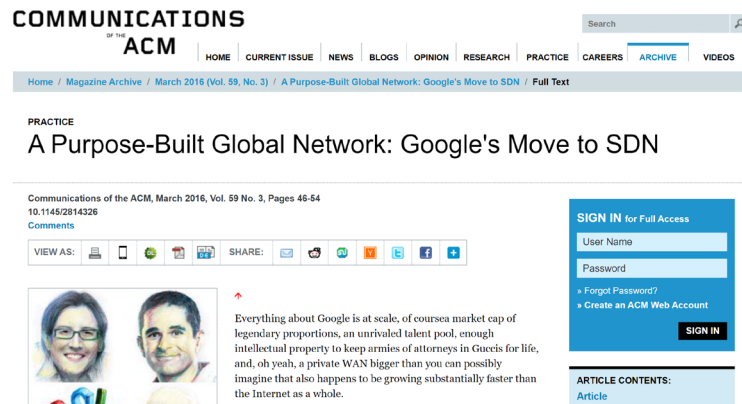 COMMUNICATIONS
OF THE
ACM
Search
HOME CURRENT ISSUE NEWS BLOGS OPINION RESEARCH PRACTICE CAREERS ARCHIVE VIDEOS
Home / Magazine Archive / March 2016 (Vol. 59, No. 3) / A Purpose-Built Global Network: Google's Move to SDN / Full Text
PRACTICE
A Purpose-Built Global Network: Google's Move to SDN
Communications of the ACM, March 2016, Vol. 59 No. 3, Pages 46-54
10.1145/2814326
Comments
VIEW AS: SHARE:
SIGN IN for Full Access
User Name
Password
» Forgot Password?
» Create an ACM Web Account
SIGN IN
Everything about Google is at scale, of coursea market cap of
legendary proportions, an unrivaled talent pool, enough
intellectual property to keep armies of attorneys in Guccis for life,
and, oh yeah, a private WAN bigger than you can possibly
imagine that also happens to be growing substantially faster than
the Internet as a whole.
ARTICLE CONTENTS:
Article